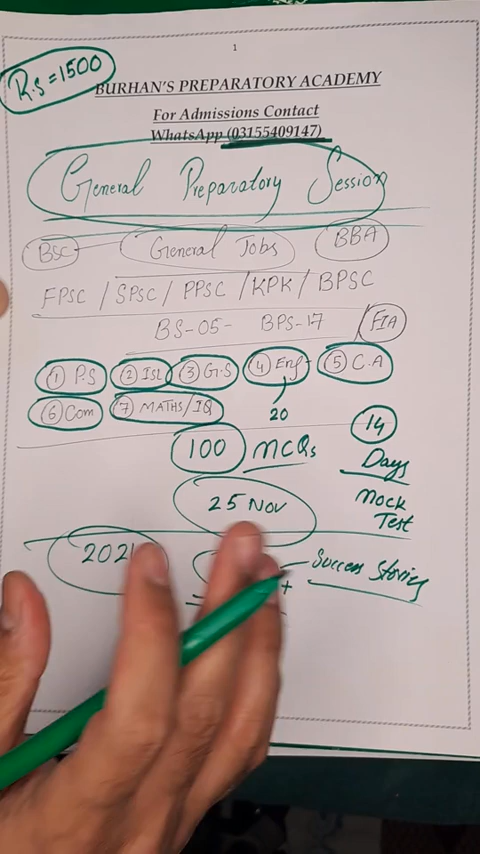 1
R.S = 1500
BURHAN'S PREPARATORY ACADEMY
For Admissions Contact
WhatsApp (03155409147)
General Preparatory Session
BSC General Jobs BBA
FPSC / SPSC / PPSC / KPK / BPSC
BS-05- BPS-17 FIA
① P.S ② ISL ③ G.S ④ Eng ⑤ C.A
⑥ Com ⑦ MATHS/IQ
20
100 MCQs
14
Days
Mock
Test
25 Nov
Success Stories
+